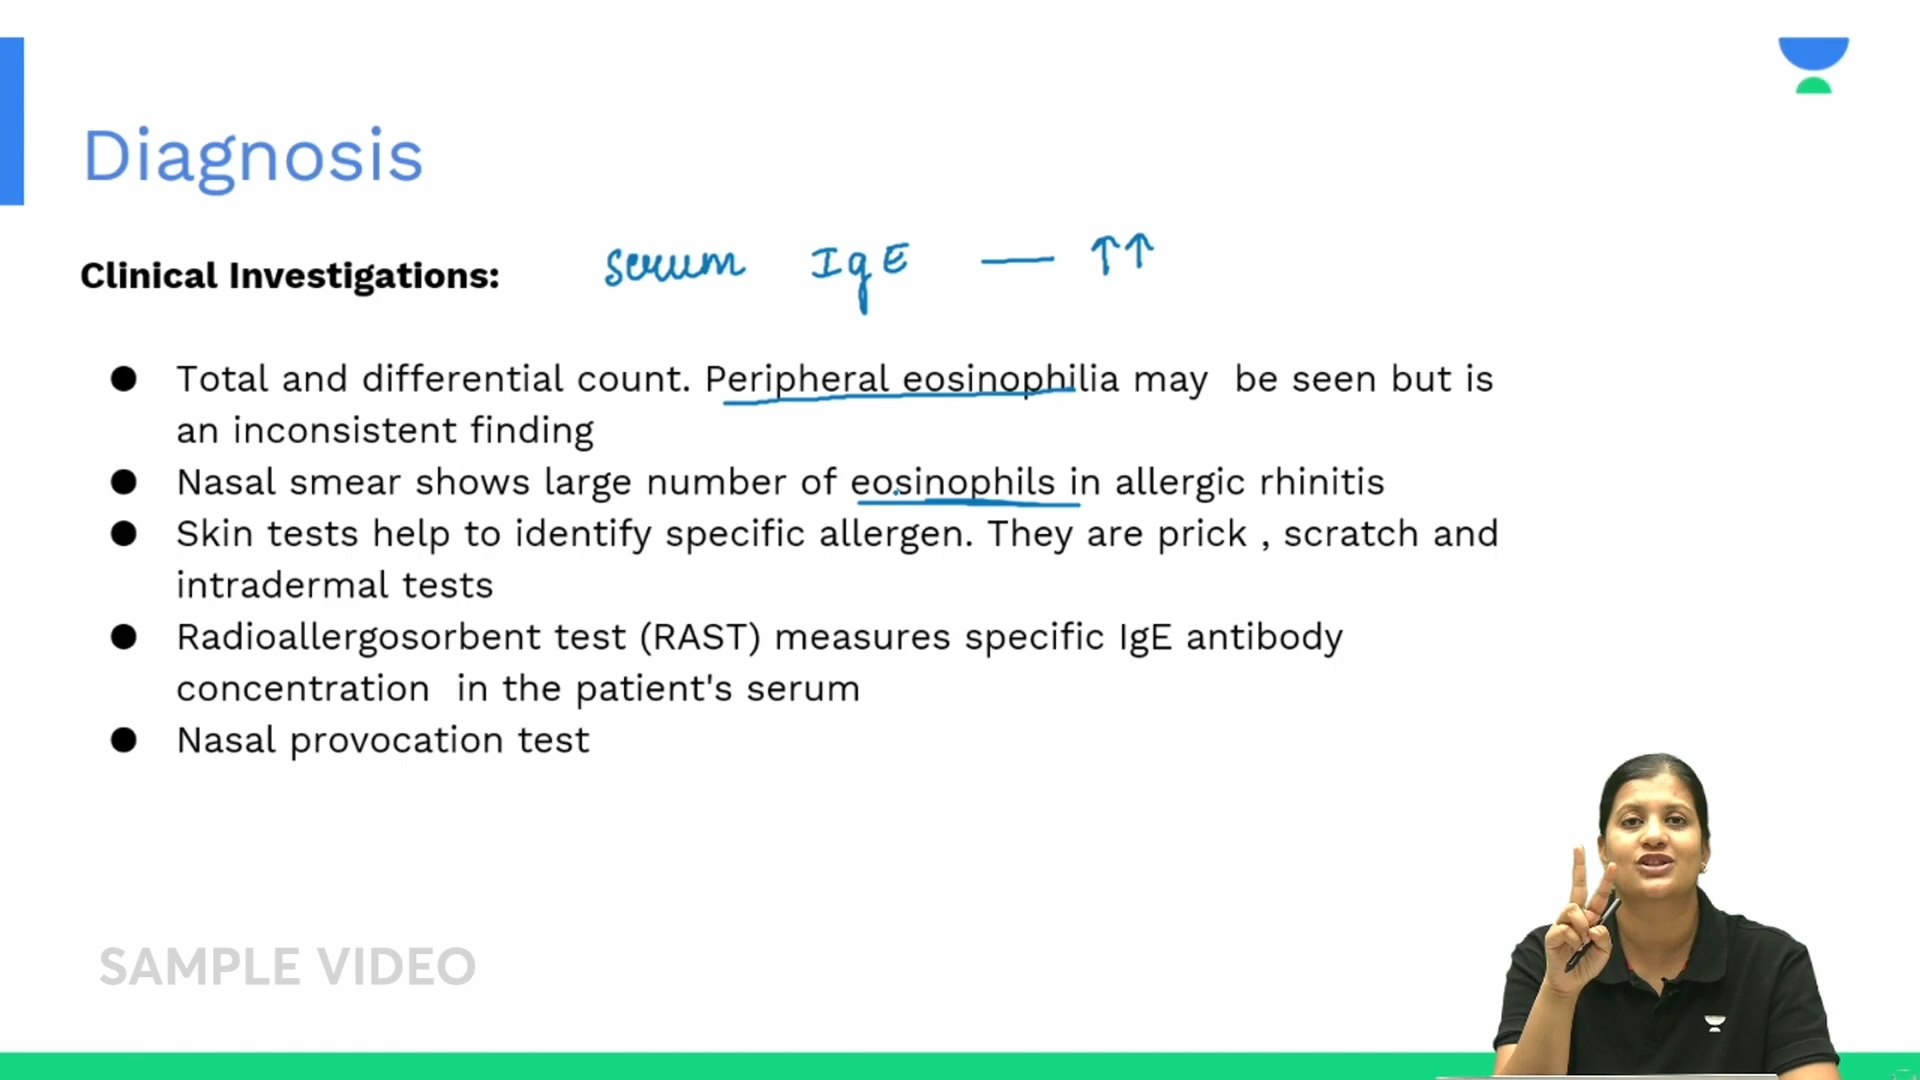 Diagnosis
Clinical Investigations:
serum IgE — ↑↑
● Total and differential count. Peripheral eosinophilia may be seen but is
an inconsistent finding
● Nasal smear shows large number of eosinophils in allergic rhinitis
● Skin tests help to identify specific allergen. They are prick , scratch and
intradermal tests
● Radioallergosorbent test (RAST) measures specific IgE antibody
concentration in the patient's serum
● Nasal provocation test
SAMPLE VIDEO